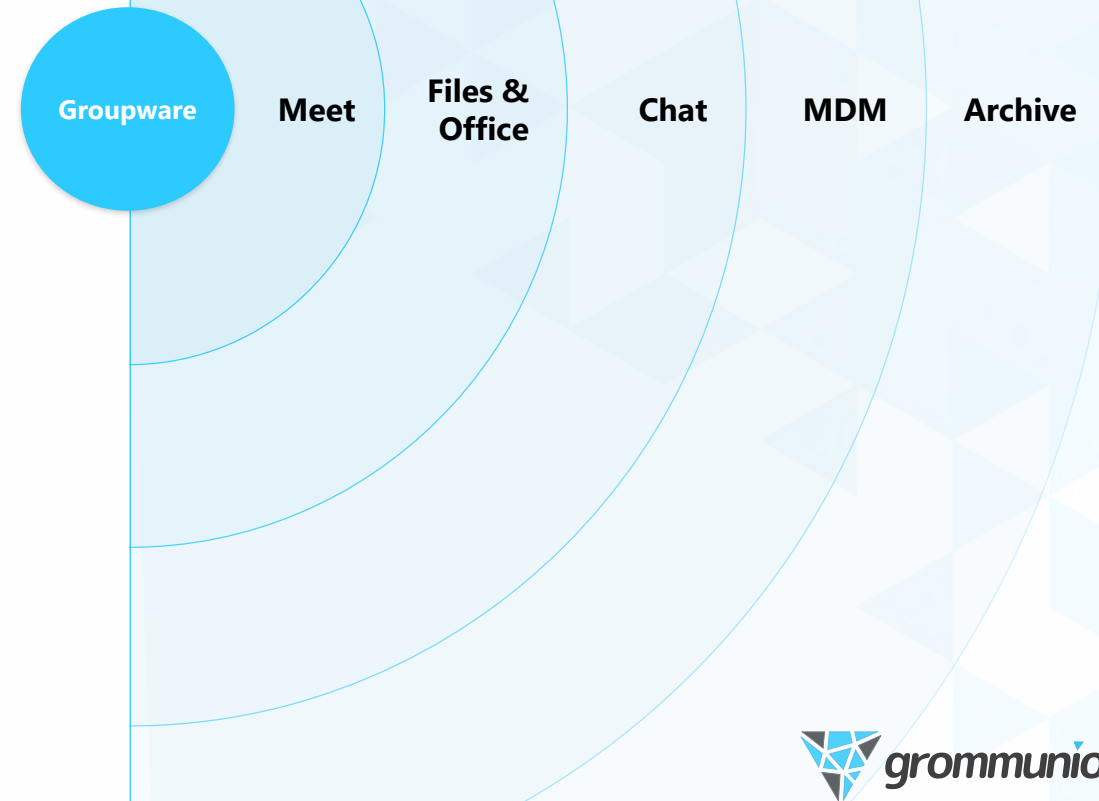 Groupware
Meet
Files &
Office
Chat
MDM
Archive
grommunio